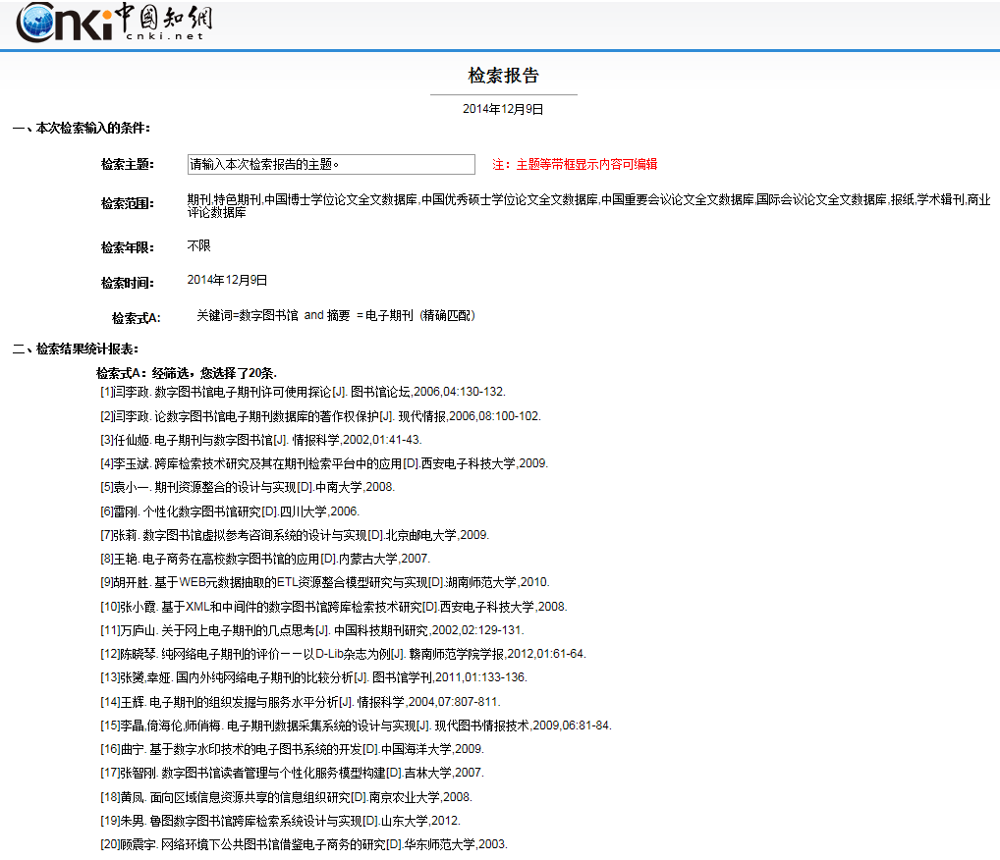 Cnki中國知網
cnki.net
检索报告
2014年12月9日
一、本次检索输入的条件：
检索主题： 请输入本次检索报告的主题。 注：主题等带框显示内容可编辑
检索范围： 期刊,特色期刊,中国博士学位论文全文数据库,中国优秀硕士学位论文全文数据库,中国重要会议论文全文数据库,国际会议论文全文数据库,报纸,学术辑刊,商业
评论数据库
检索年限： 不限
检索时间： 2014年12月9日
检索式A: 关键词=数字图书馆 and 摘要 = 电子期刊 (精确匹配)
二、检索结果统计报表：
检索式A：经筛选，您选择了20条.
[1]闫李政. 数字图书馆电子期刊许可使用探论[J]. 图书馆论坛,2006,04:130-132.
[2]闫李政. 论数字图书馆电子期刊数据库的著作权保护[J]. 现代情报,2006,08:100-102.
[3]任仙姬. 电子期刊与数字图书馆[J]. 情报科学,2002,01:41-43.
[4]李玉斌. 跨库检索技术研究及其在期刊检索平台中的应用[D].西安电子科技大学,2009.
[5]袁小一. 期刊资源整合的设计与实现[D].中南大学,2008.
[6]雷刚. 个性化数字图书馆研究[D].四川大学,2006.
[7]张莉. 数字图书馆虚拟参考咨询系统的设计与实现[D].北京邮电大学,2009.
[8]王艳. 电子商务在高校数字图书馆的应用[D].内蒙古大学,2007.
[9]胡开胜. 基于WEB元数据抽取的ETL资源整合模型研究与实现[D].湖南师范大学,2010.
[10]张小霞. 基于XML和中间件的数字图书馆跨库检索技术研究[D].西安电子科技大学,2008.
[11]万庐山. 关于网上电子期刊的几点思考[J]. 中国科技期刊研究,2002,02:129-131.
[12]陈晓琴. 纯网络电子期刊的评价——以D-Lib杂志为例[J]. 赣南师范学院学报,2012,01:61-64.
[13]张赟,幸娅. 国内外纯网络电子期刊的比较分析[J]. 图书馆学刊,2011,01:133-136.
[14]王辉. 电子期刊的组织发掘与服务水平分析[J]. 情报科学,2004,07:807-811.
[15]李晶,倚海伦,师俏梅. 电子期刊数据采集系统的设计与实现[J]. 现代图书情报技术,2009,06:81-84.
[16]曲宁. 基于数字水印技术的电子图书系统的开发[D].中国海洋大学,2009.
[17]张智刚. 数字图书馆读者管理与个性化服务模型构建[D].吉林大学,2007.
[18]黄凤. 面向区域信息资源共享的信息组织研究[D].南京农业大学,2008.
[19]朱男. 鲁图数字图书馆跨库检索系统设计与实现[D].山东大学,2012.
[20]顾震宇. 网络环境下公共图书馆借鉴电子商务的研究[D].华东师范大学,2003.